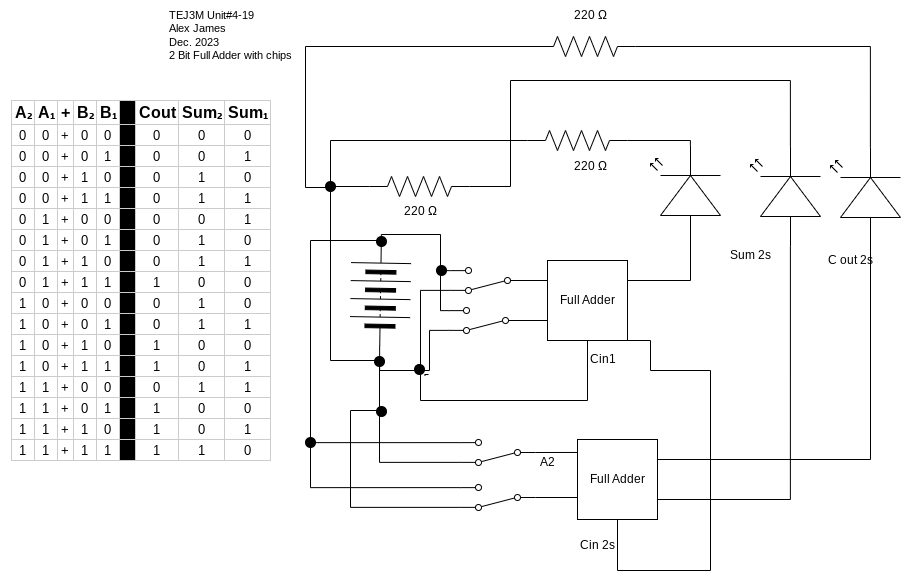 TEJ3M Unit#4-19
Alex James
Dec. 2023
2 Bit Full Adder with chips
220 Ω
A₂ A₁ + B₂ B₁ Cout Sum₂ Sum₁
0 0 + 0 0 0 0 0
0 0 + 0 1 0 0 1
0 0 + 1 0 0 1 0
0 0 + 1 1 0 1 1
0 1 + 0 0 0 0 1
0 1 + 0 1 0 1 0
0 1 + 1 0 0 1 1
0 1 + 1 1 1 0 0
1 0 + 0 0 0 1 0
1 0 + 0 1 0 1 1
1 0 + 1 0 1 0 0
1 0 + 1 1 1 0 1
1 1 + 0 0 0 1 1
1 1 + 0 1 1 0 0
1 1 + 1 0 1 0 1
1 1 + 1 1 1 1 0
220 Ω
220 Ω
Sum 2s
C out 2s
Full Adder
Cin1
A2
Full Adder
Cin 2s